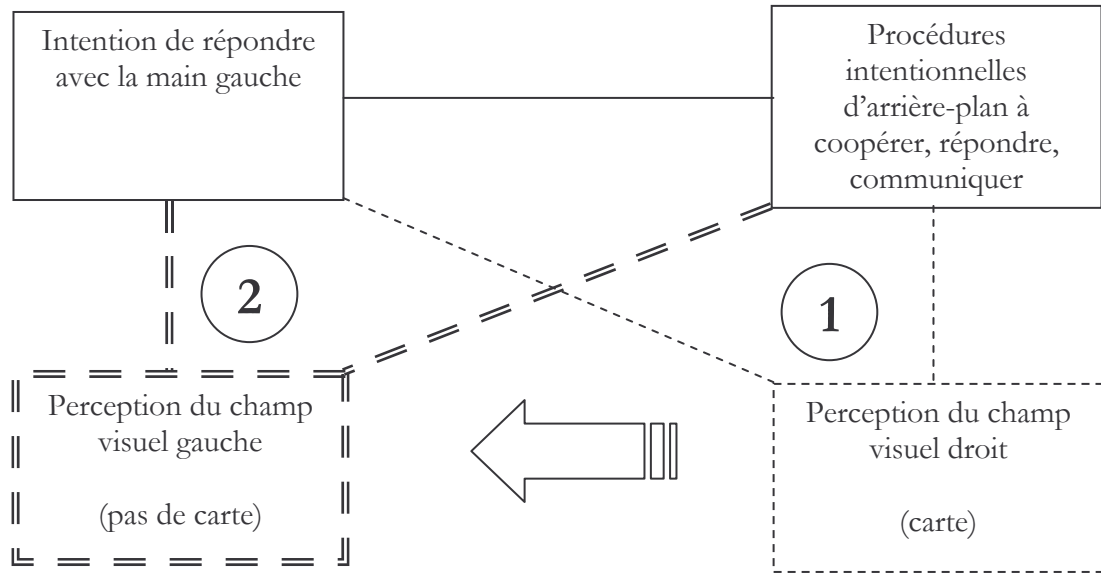 Intention de répondre
avec la main gauche
Procédures
intentionnelles
d'arrière-plan à
coopérer, répondre,
communiquer
2
1
Perception du champ
visuel gauche
(pas de carte)
Perception du champ
visuel droit
(carte)